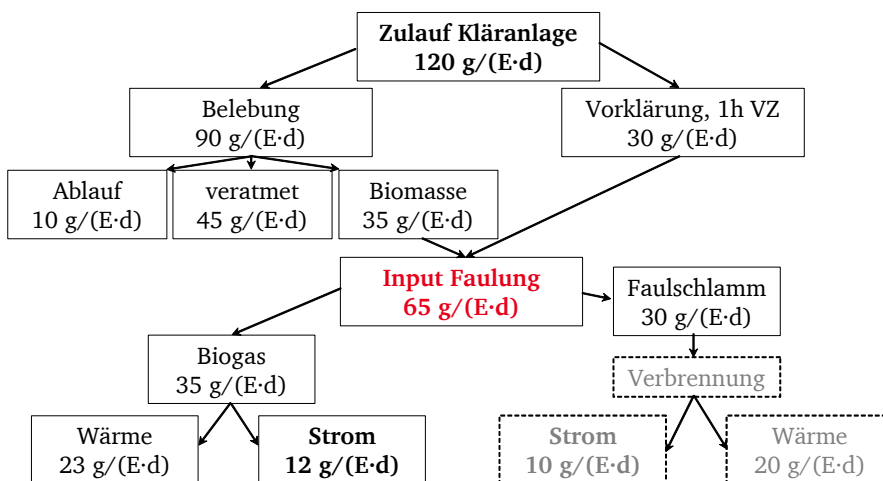 Zulauf Kläranlage
120 g/(E·d)
Belebung
90 g/(E·d)
Vorklärung, 1h VZ
30 g/(E·d)
Ablauf
10 g/(E·d)
veratmet
45 g/(E·d)
Biomasse
35 g/(E·d)
Input Faulung
65 g/(E·d)
Faulschlamm
30 g/(E·d)
Biogas
35 g/(E·d)
Verbrennung
Wärme
23 g/(E·d)
Strom
12 g/(E·d)
Strom
10 g/(E·d)
Wärme
20 g/(E·d)